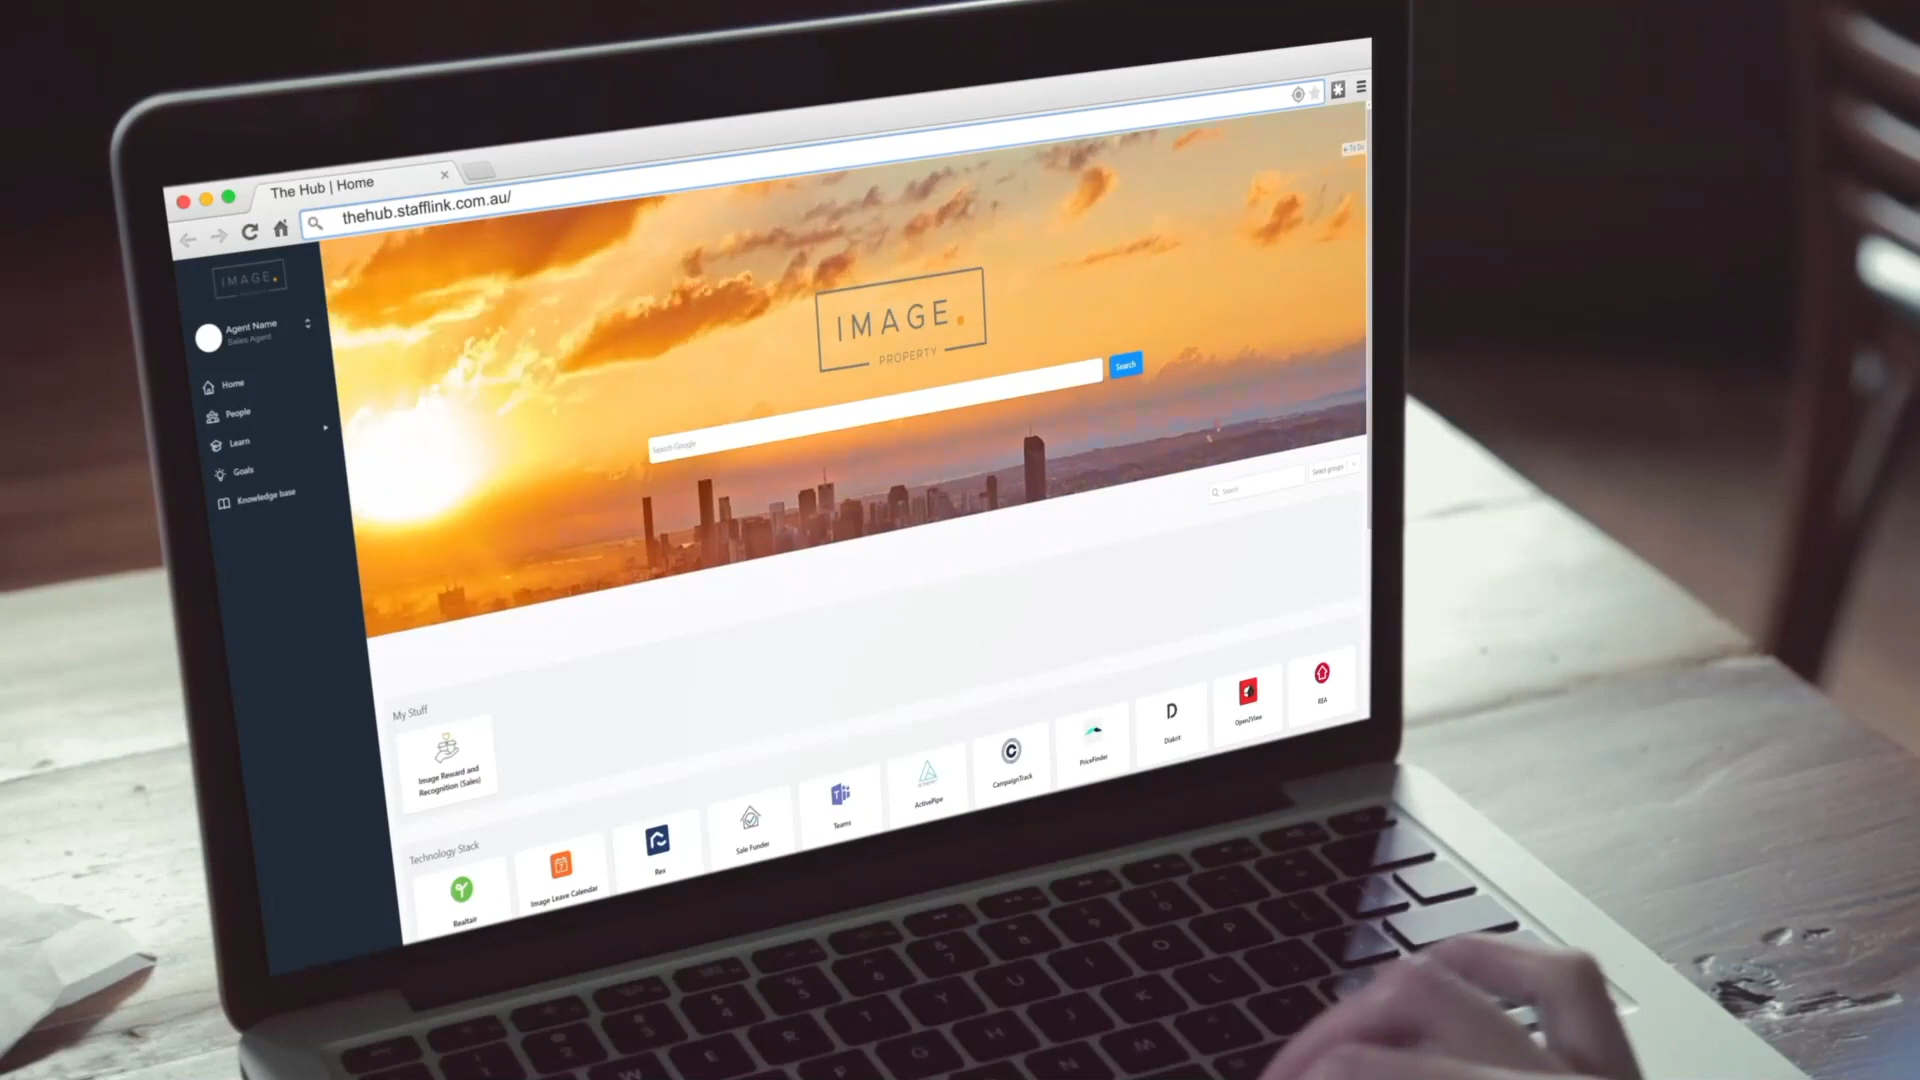 The Hub | Home
thehub.stafflink.com.au/
To Do
IMAGE.
Agent Name
Sales Agent
Home
People
Learn
Goals
Knowledge base
IMAGE.
PROPERTY
Search Google
Search
Search
Select groups
My Stuff
Image Reward and
Recognition (Sales)
Technology Stack
Realtair
Image Leave Calendar
Rex
Sale Funder
Teams
ActivePipe
CampaignTrack
PriceFinder
D
Diakrit
Open2View
REA